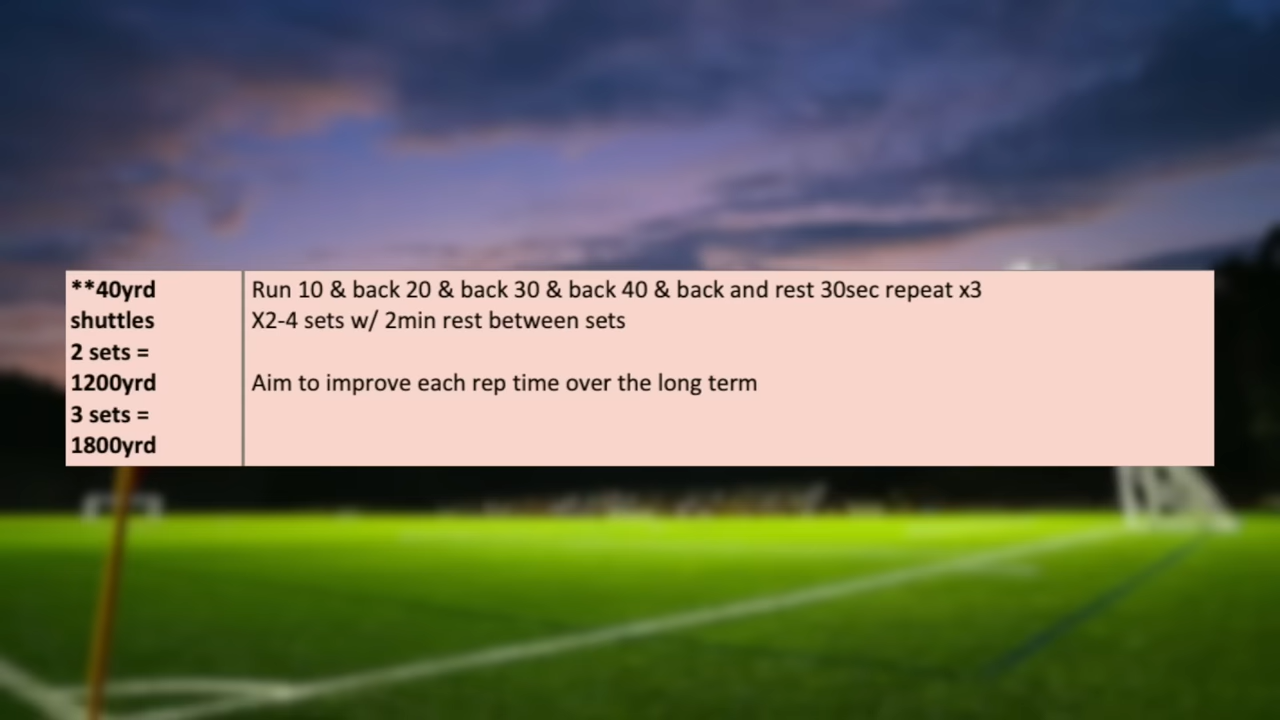 **40yrd
shuttles
2 sets =
1200yrd
3 sets =
1800yrd
Run 10 & back 20 & back 30 & back 40 & back and rest 30sec repeat x3
X2-4 sets w/ 2min rest between sets
Aim to improve each rep time over the long term